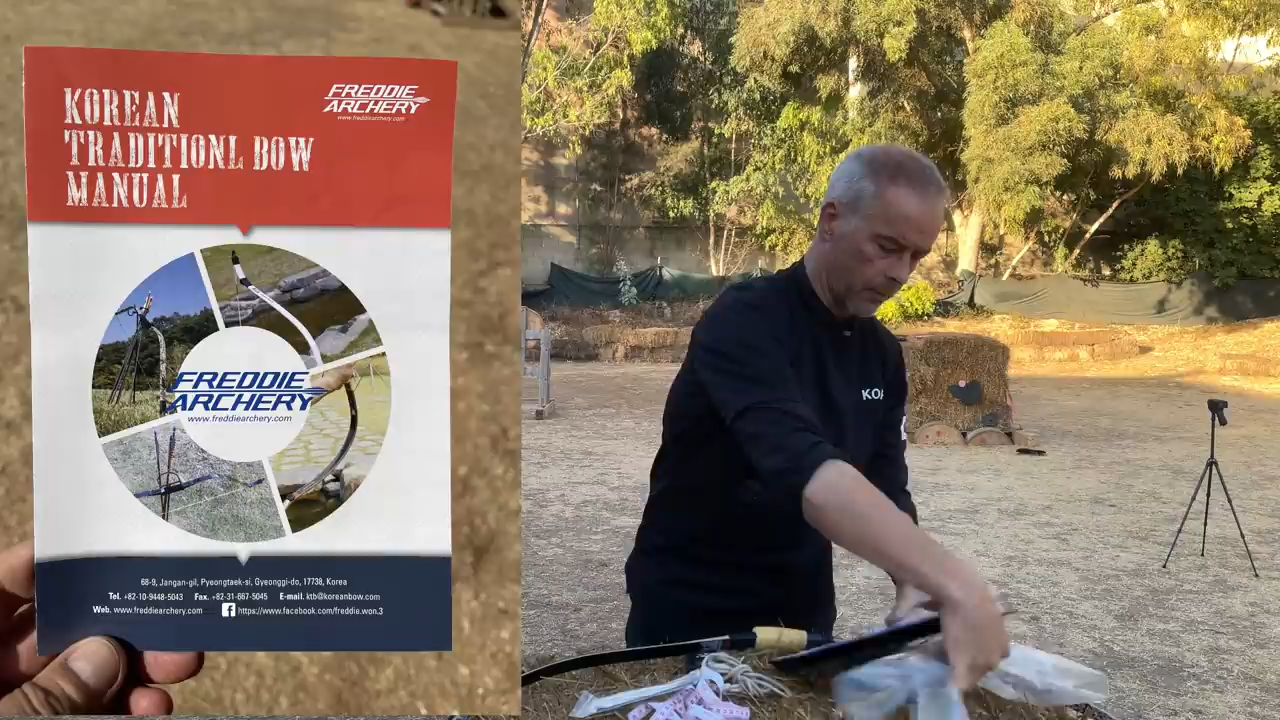 KOREAN
TRADITIONL BOW
MANUAL
FREDDIE
ARCHERY
www.freddiearchery.com
FREDDIE
ARCHERY
www.freddiearchery.com
68-9, Jangan-gil, Pyeongtaek-si, Gyeonggi-do, 17738, Korea
Tel. +82-10-9448-5043 Fax. +82-31-667-5045 E-mail. ktb@koreanbow.com
Web. www.freddiearchery.com f https://www.facebook.com/freddie.won.3